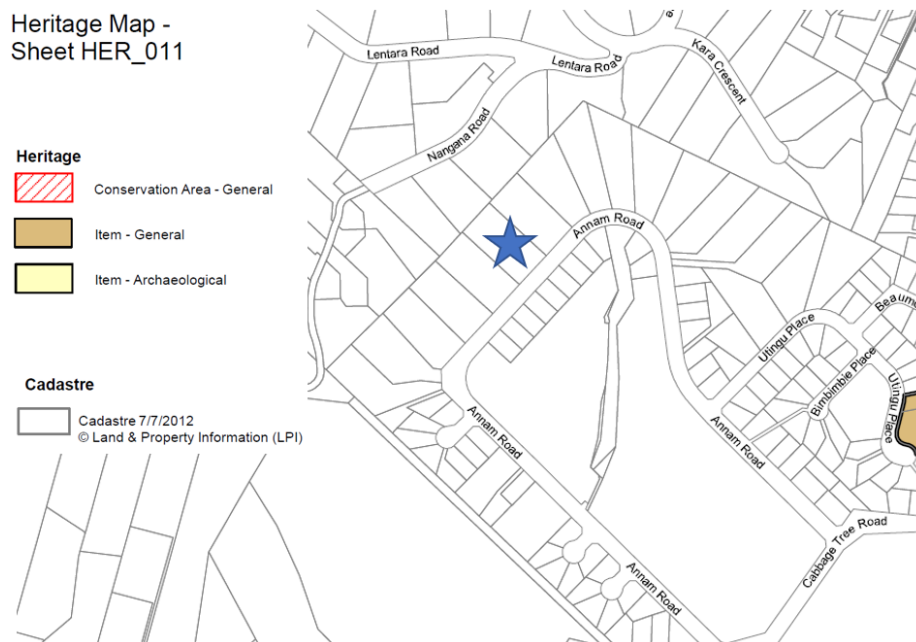 Heritage Map -
Sheet HER_011
Heritage
Conservation Area - General
Item - General
Item - Archaeological
Cadastre
Cadastre 7/7/2012
© Land & Property Information (LPI)
Lentara Road
Lentara Road
Kara Crescent
Nangana Road
Annam Road
Utingu Place
Beaumo
Bimbimbie Place
Utingu Place
Annam Road
Annam Road
Cabbage Tree Road
Annam Road